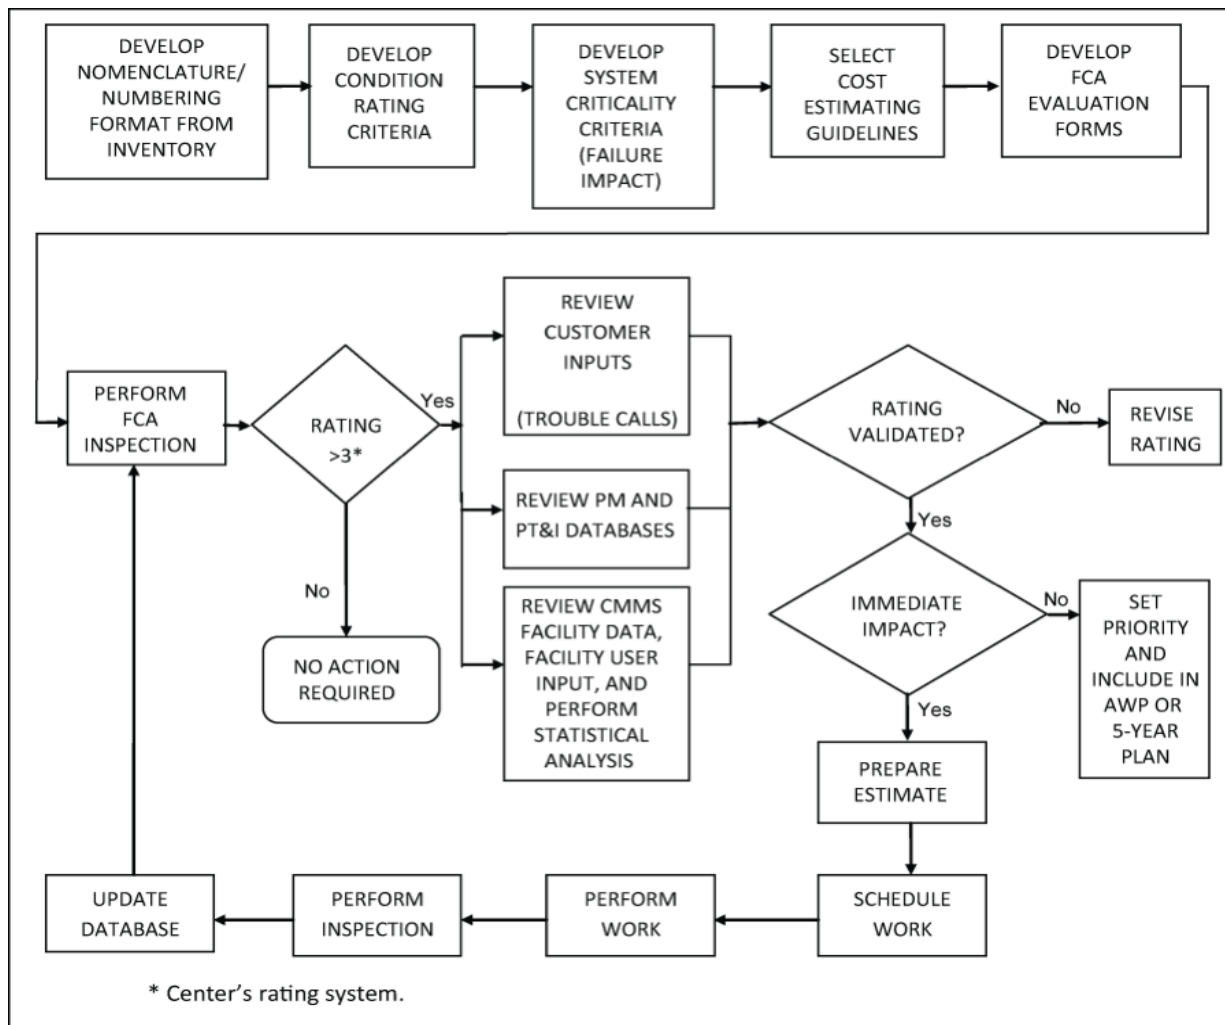 DEVELOP
NOMENCLATURE/
NUMBERING
FORMAT FROM
INVENTORY
DEVELOP
CONDITION
RATING
CRITERIA
DEVELOP
SYSTEM
CRITICALITY
CRITERIA
(FAILURE
IMPACT)
SELECT
COST
ESTIMATING
GUIDELINES
DEVELOP
FCA
EVALUATION
FORMS
PERFORM
FCA
INSPECTION
RATING
>3*
Yes
No
NO ACTION
REQUIRED
REVIEW
CUSTOMER
INPUTS
(TROUBLE CALLS)
REVIEW PM AND
PT&I DATABASES
REVIEW CMMS
FACILITY DATA,
FACILITY USER
INPUT, AND
PERFORM
STATISTICAL
ANALYSIS
RATING
VALIDATED?
No
REVISE
RATING
Yes
IMMEDIATE
IMPACT?
No
SET
PRIORITY
AND
INCLUDE IN
AWP OR
5-YEAR
PLAN
Yes
PREPARE
ESTIMATE
SCHEDULE
WORK
PERFORM
WORK
PERFORM
INSPECTION
UPDATE
DATABASE
* Center’s rating system.